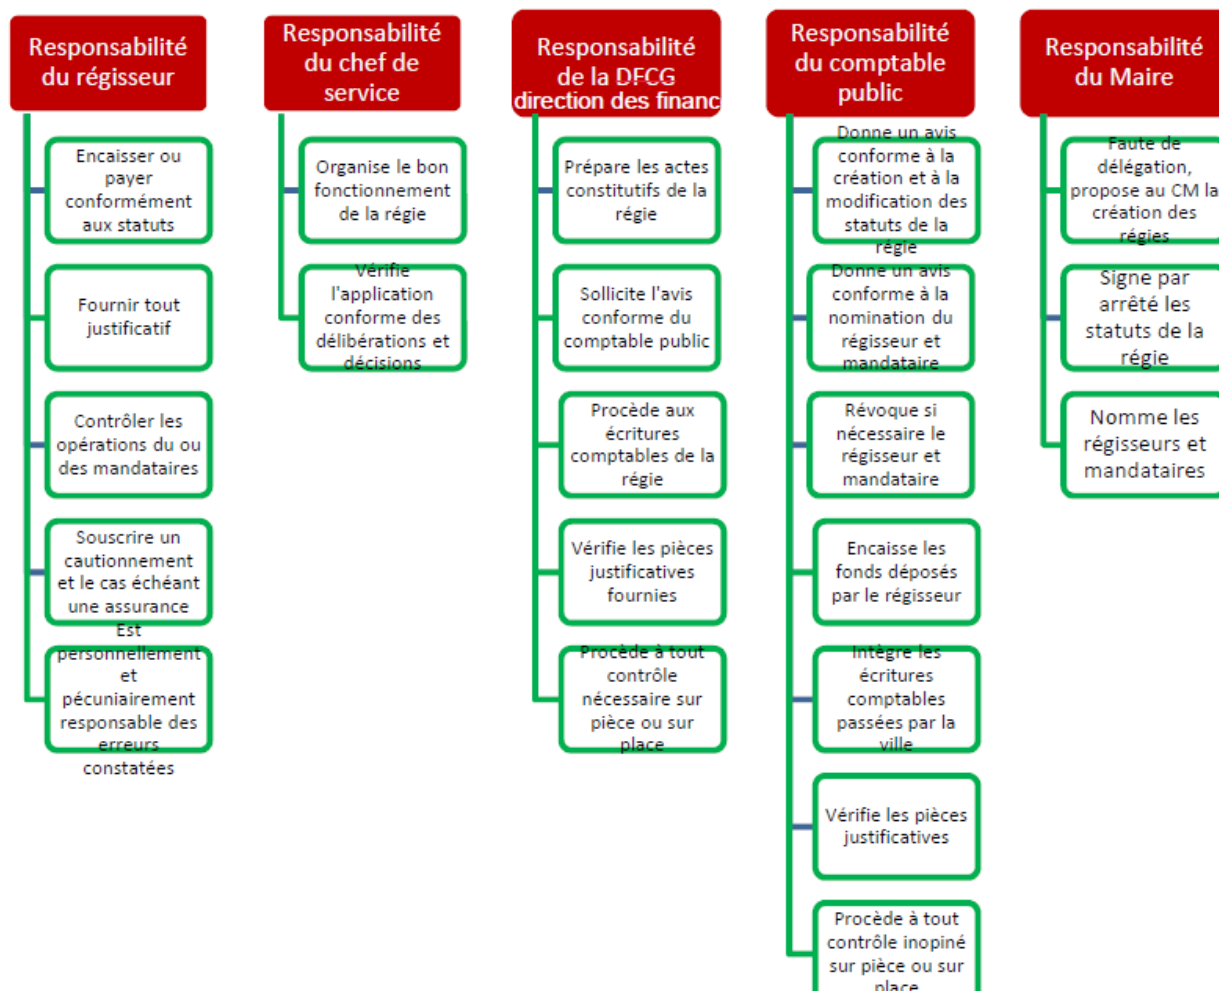 Responsabilité
du régisseur
Encaisser ou
payer
conformément
aux statuts
Fournir tout
justificatif
Contrôler les
opérations du ou
des mandataires
Souscrire un
cautionnement
et le cas échéant
une assurance
Est
personnellement
et
pécuniairement
responsable des
erreurs
constatées
Responsabilité
du chef de
service
Organise le bon
fonctionnement
de la régie
Vérifie
l'application
conforme des
délibérations et
décisions
Responsabilité
de la DFCG
direction des financ
Prépare les actes
constitutifs de la
régie
Sollicite l'avis
conforme du
comptable public
Procède aux
écritures
comptables de la
régie
Vérifie les pièces
justificatives
fournies
Procède à tout
contrôle
nécessaire sur
pièce ou sur
place
Responsabilité
du comptable
public
Donne un avis
conforme à la
création et à la
modification des
statuts de la
régie
Donne un avis
conforme à la
nomination du
régisseur et
mandataire
Révoque si
nécessaire le
régisseur et
mandataire
Encaisse les
fonds déposés
par le régisseur
Intègre les
écritures
comptables
passées par la
ville
Vérifie les pièces
justificatives
Procède à tout
contrôle inopiné
sur pièce ou sur
place
Responsabilité
du Maire
Faute de
délégation,
propose au CM la
création des
régies
Signe par
arrêté les
statuts de la
régie
Nomme les
régisseurs et
mandataires